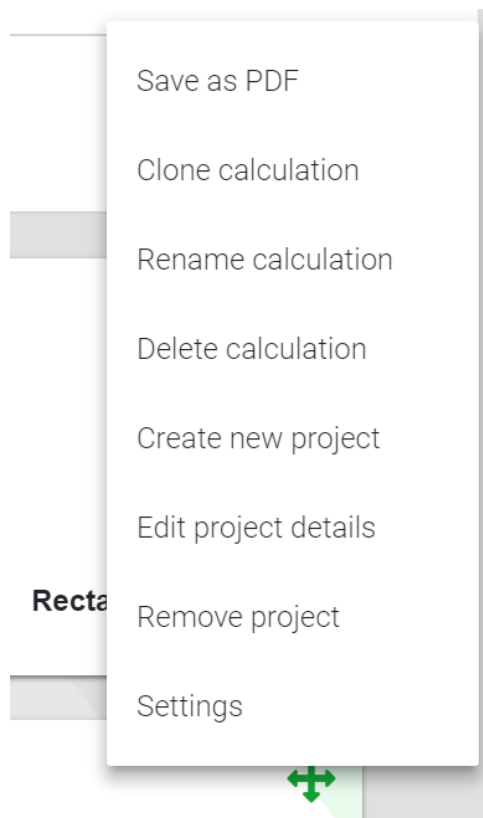 Save as PDF
Clone calculation
Rename calculation
Delete calculation
Create new project
Edit project details
Recta
Remove project
Settings